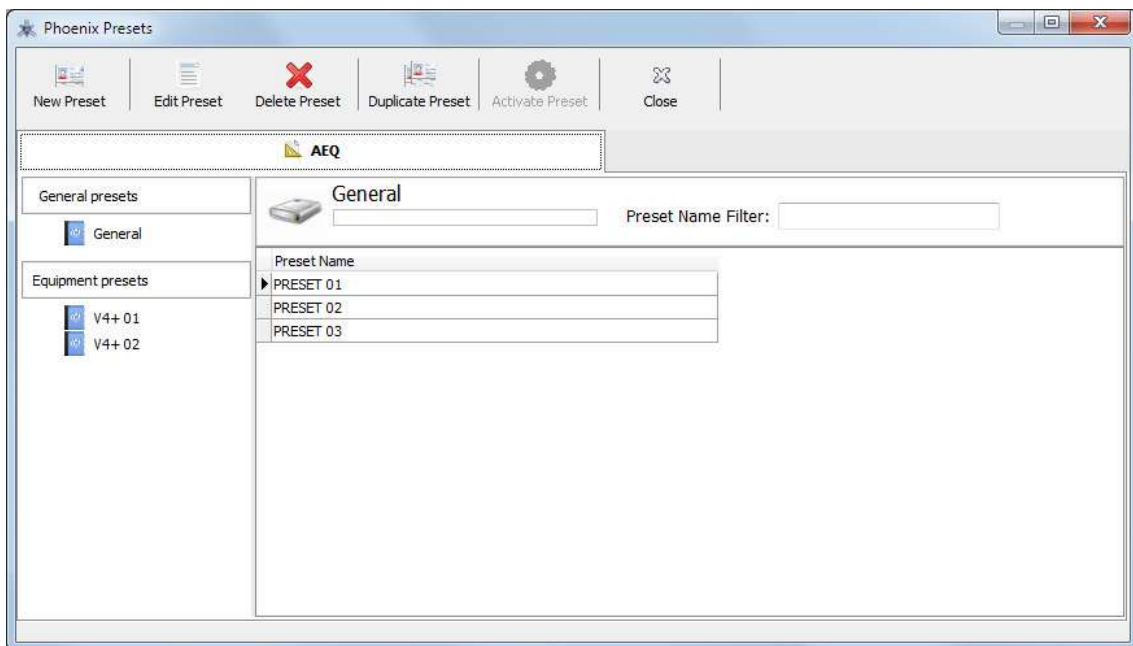 Phoenix Presets
New Preset Edit Preset Delete Preset Duplicate Preset Activate Preset Close
AEQ
General presets
General
Equipment presets
V4+ 01
V4+ 02
General
Preset Name Filter:
Preset Name
PRESET 01
PRESET 02
PRESET 03